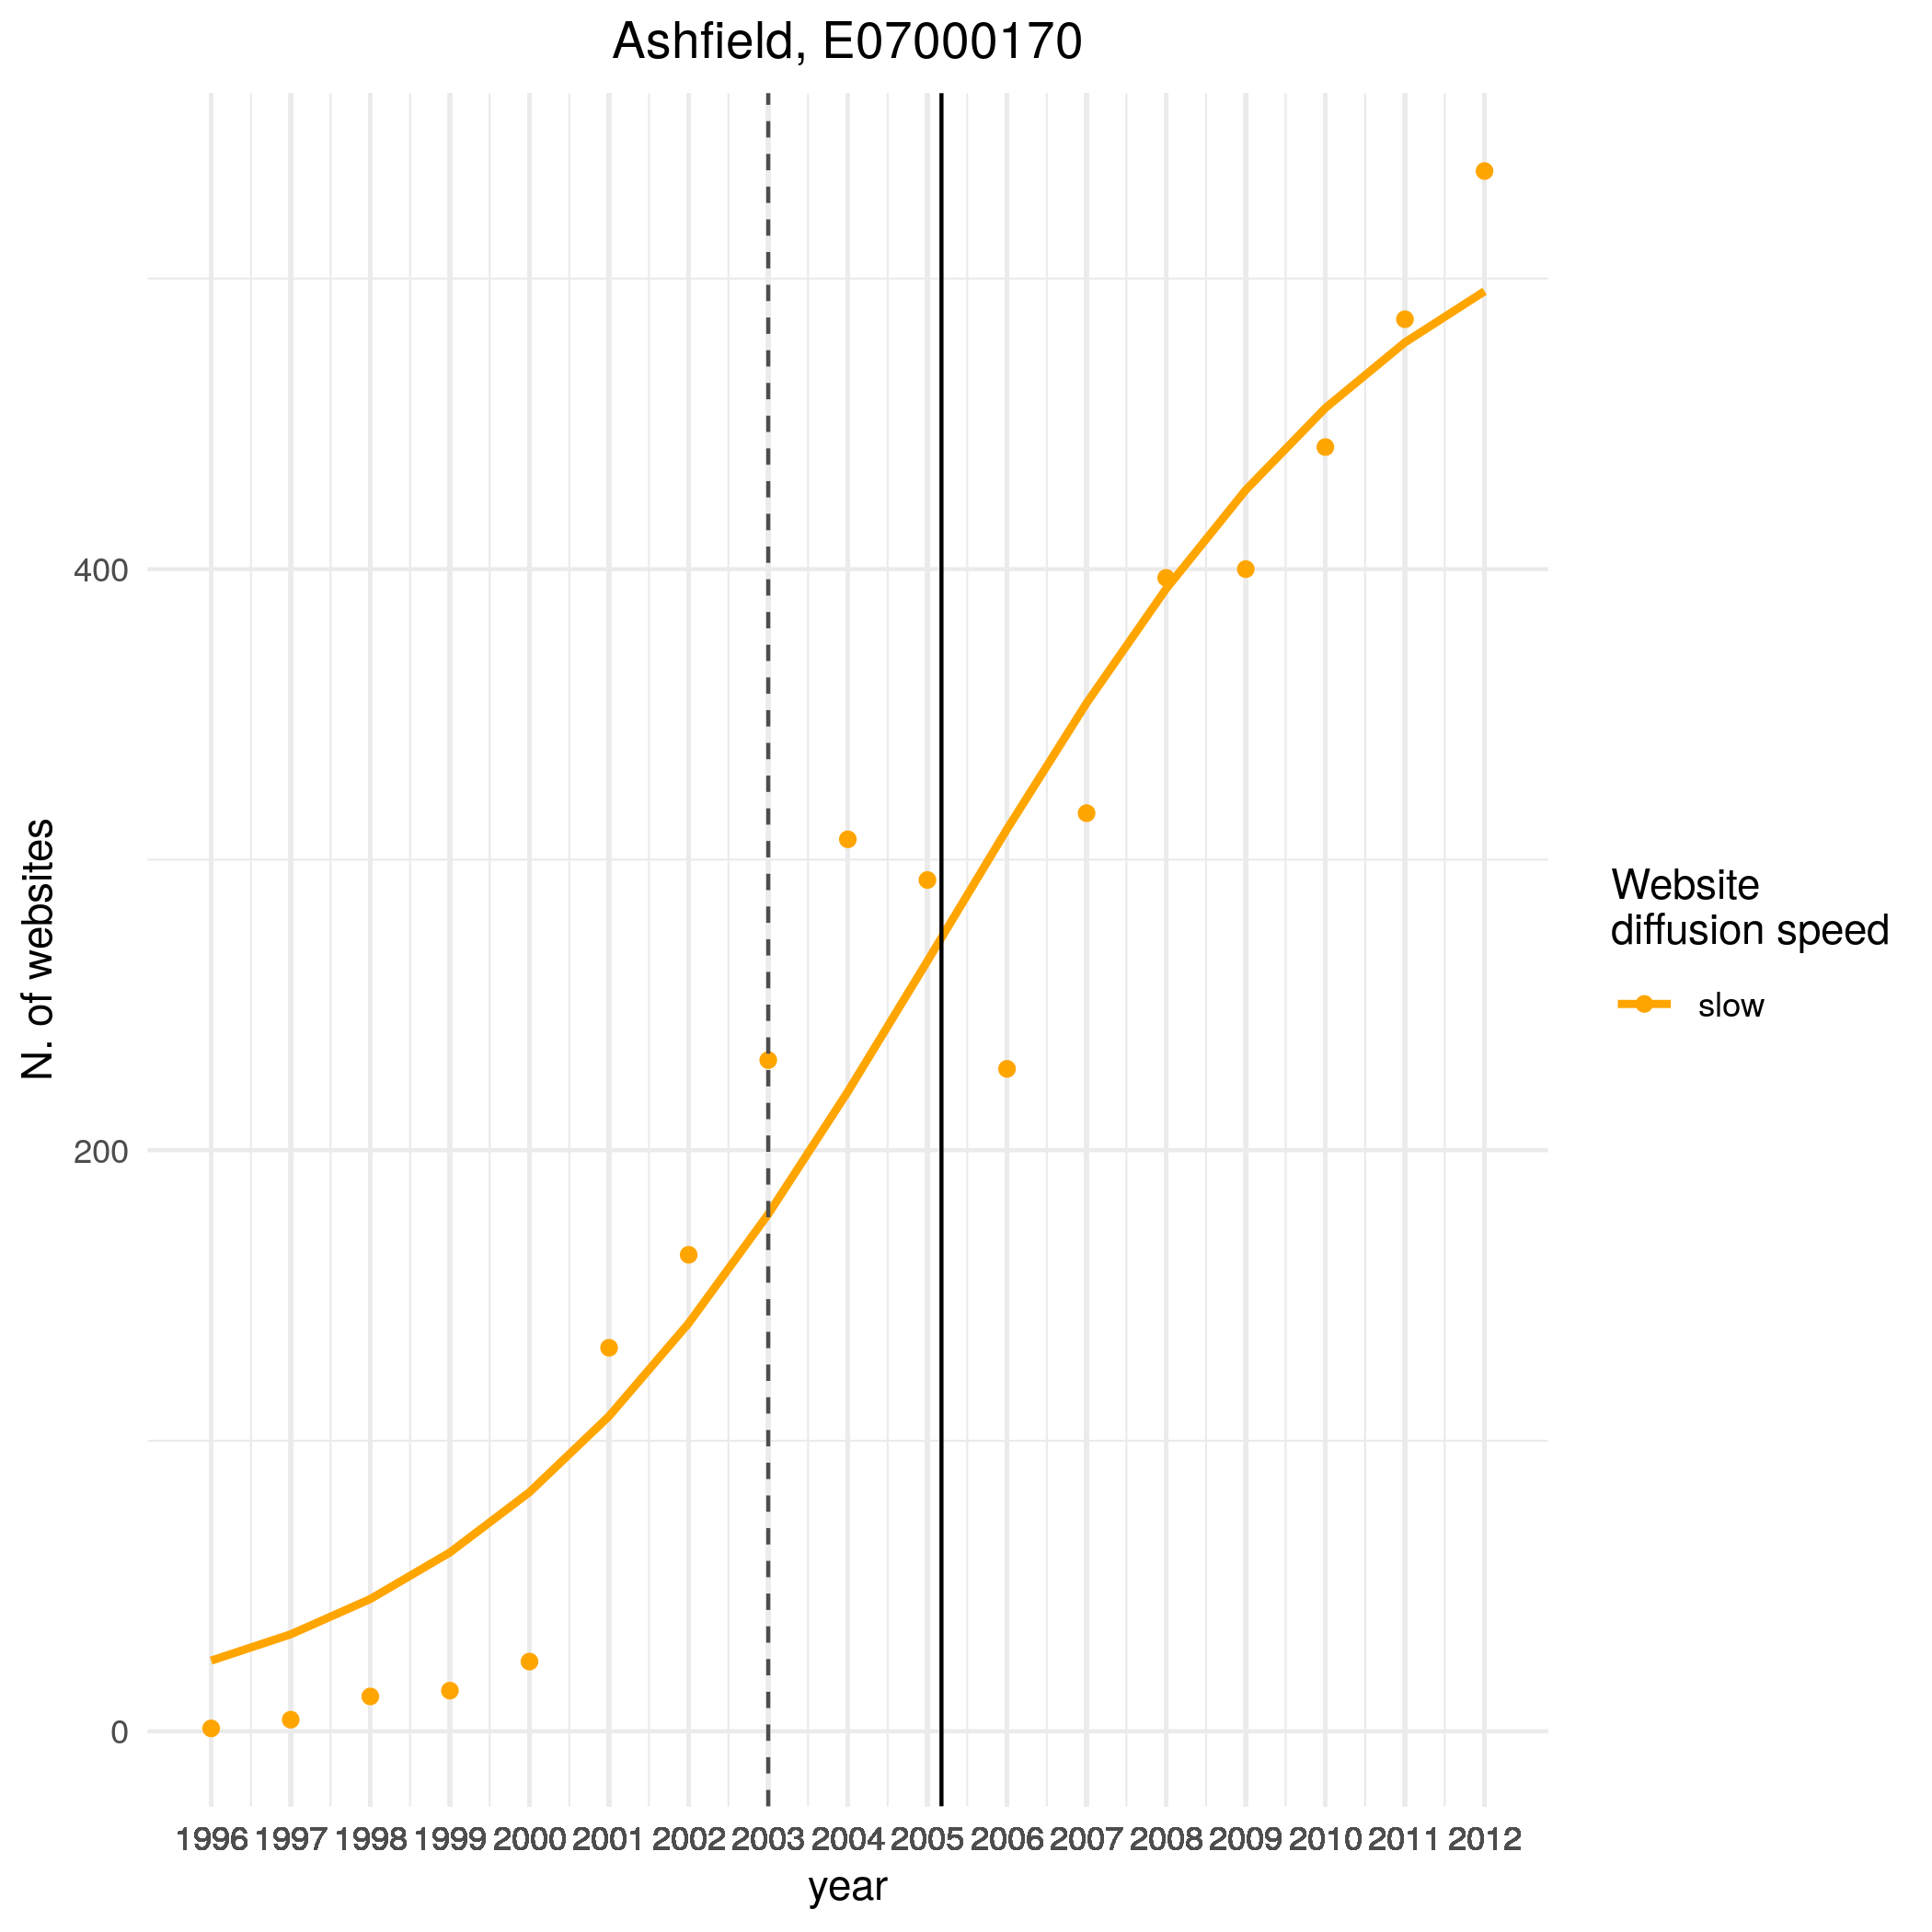 Ashfield, E07000170
N. of websites
400
200
0
1996 1997 1998 1999 2000 2001 2002 2003 2004 2005 2006 2007 2008 2009 2010 2011 2012
year
Website
diffusion speed
slow